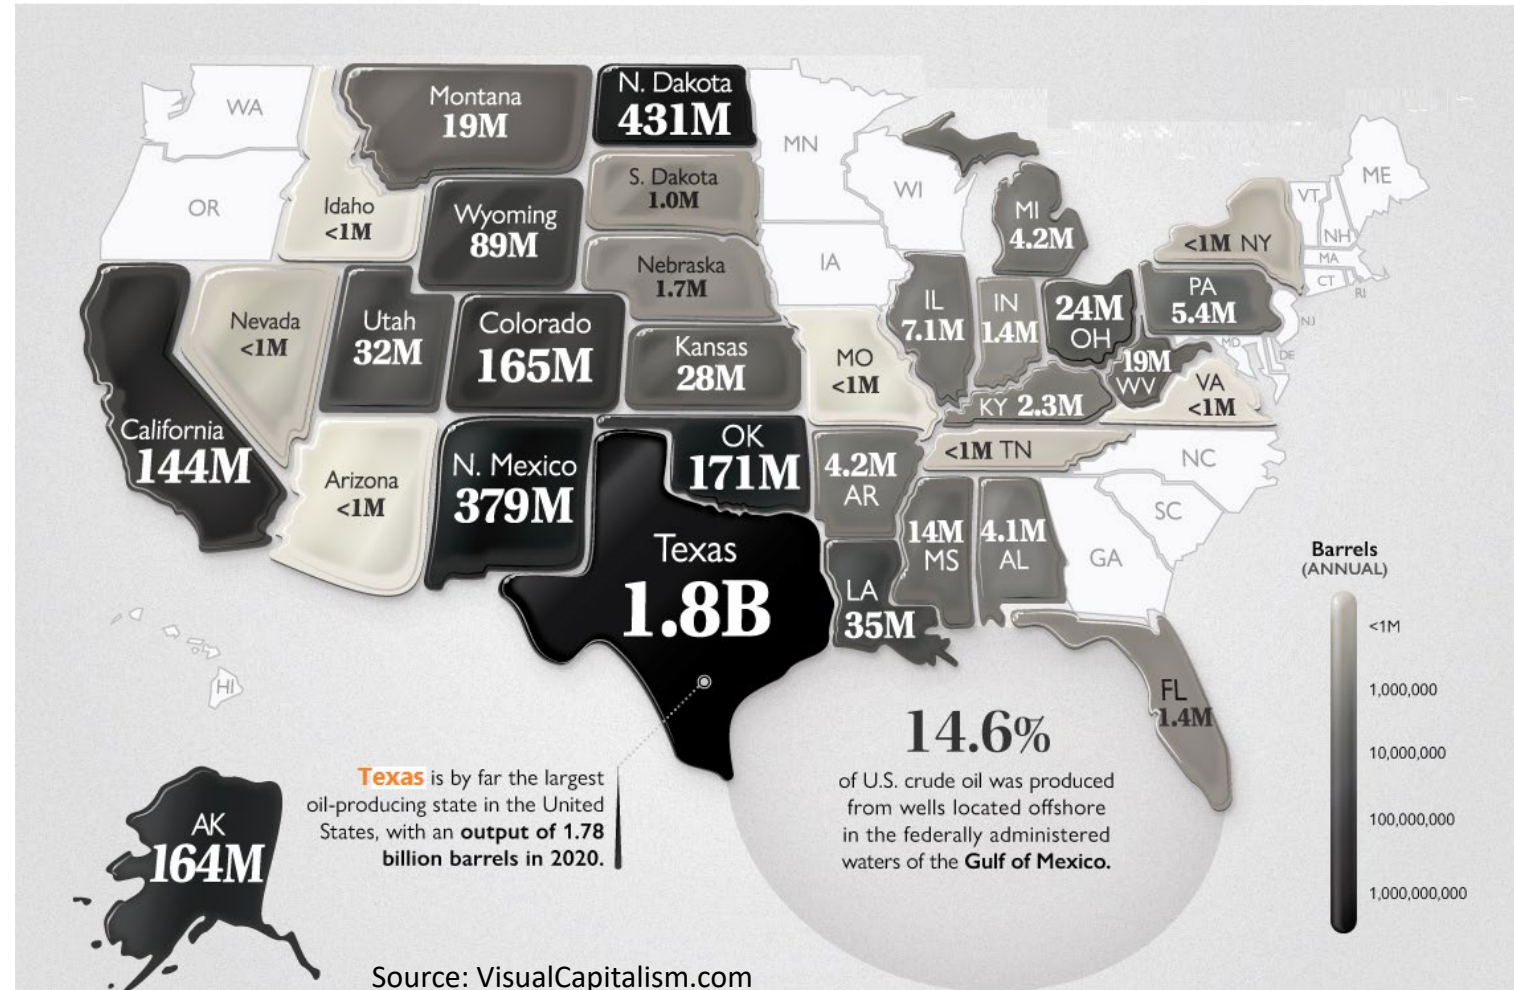 WA
Montana
19M
N. Dakota
431M
MN
ME
OR
Idaho
<1M
Wyoming
89M
S. Dakota
1.0M
WI
MI
4.2M
VT
NH
<1M NY
MA
CT
RI
Nevada
<1M
Utah
32M
Colorado
165M
Nebraska
1.7M
IA
IL
7.1M
IN
1.4M
24M
OH
PA
5.4M
NJ
MD
DE
Kansas
28M
MO
<1M
19M
WV
VA
<1M
KY 2.3M
California
144M
Arizona
<1M
N. Mexico
379M
OK
171M
4.2M
AR
<1M TN
NC
SC
Texas
1.8B
14M
MS
4.1M
AL
GA
LA
35M
FL
1.4M
HI
AK
164M
Texas is by far the largest
oil-producing state in the United
States, with an output of 1.78
billion barrels in 2020.
14.6%
of U.S. crude oil was produced
from wells located offshore
in the federally administered
waters of the Gulf of Mexico.
Barrels
(ANNUAL)
<1M
1,000,000
10,000,000
100,000,000
1,000,000,000
Source: VisualCapitalism.com